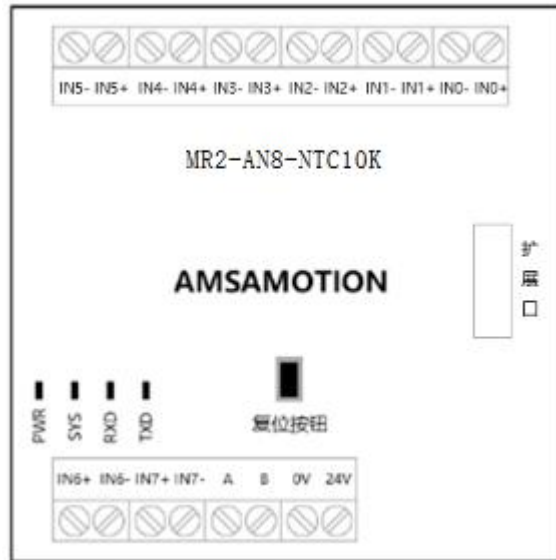 IN5- IN5+ IN4- IN4+ IN3- IN3+ IN2- IN2+ IN1- IN1+ IN0- IN0+
MR2-AN8-NTC10K
AMSAMOTION
扩
展
口
PWR
SYS
RXD
TXD
复位按钮
IN6+ IN6- IN7+ IN7- A B 0V 24V